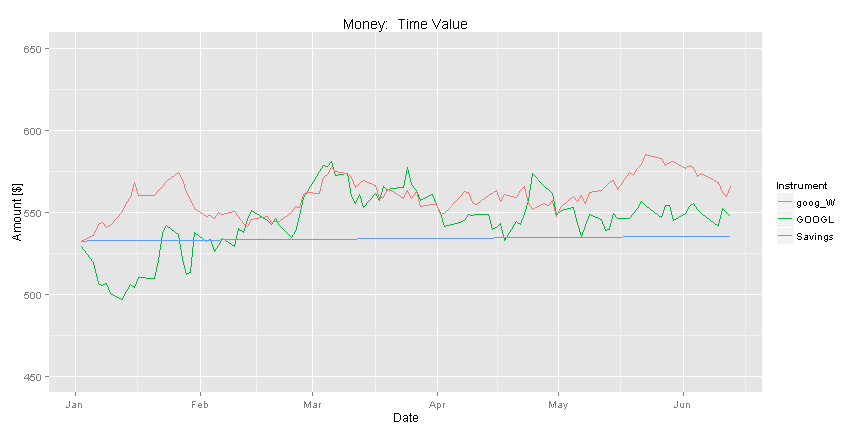 Money:  Time Value
Amount [$]
650
600
550
500
450
Jan
Feb
Mar
Apr
May
Jun
Date
Instrument
goog_W
GOOGL
Savings